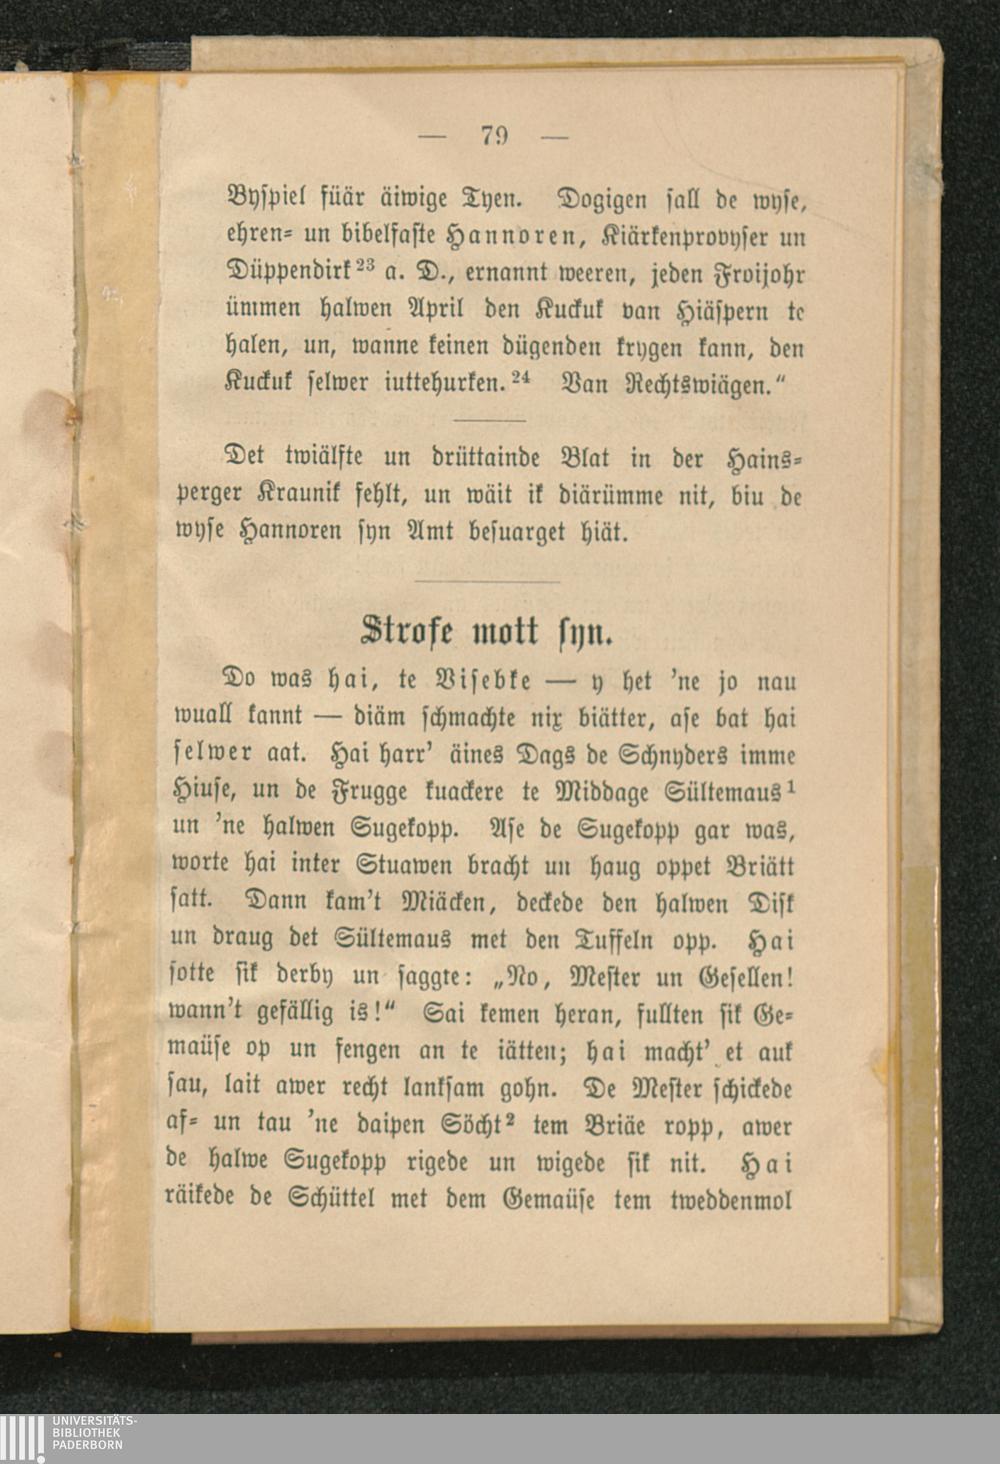 — 79 —
Byspiel füär äiwige Tyen. Dogigen sall de wyse,
ehren= un bibelfaste Hannoren, Kiärkenprovyser un
Düppendirk²³ a. D., ernannt weeren, jeden Froijohr
ümmen halwen April den Kuckuk van Hiäspern te
halen, un, wanne keinen dügenden krygen kann, den
Kuckuk selwer iuttehurken.²⁴ Van Rechtswiägen."
Det twiälfte un drüttainde Blat in der Hains=
perger Kraunik fehlt, un wäit ik diärümme nit, biu de
wyse Hannoren syn Amt besuarget hiät.
Strofe mott syn.
Do was hai, te Visebke — y het 'ne jo nau
wuall kannt — diäm schmachte nix biätter, ase bat hai
selwer aat. Hai harr' äines Dags de Schnyders imme
Hiuse, un de Frugge kuackere te Middage Sültemaus¹
un 'ne halwen Sugekopp. Ase de Sugekopp gar was,
worte hai inter Stuawen bracht un haug oppet Briätt
satt. Dann kam't Miäcken, deckede den halwen Disk
un draug det Sültemaus met den Tuffeln opp. Hai
sotte sik derby un saggte: „No, Mester un Gesellen!
wann't gefällig is!" Sai kemen heran, fullten sik Ge=
maüse op un fengen an te iätten; hai macht' et auk
sau, lait awer recht lanksam gohn. De Mester schickede
af= un tau 'ne daipen Söcht² tem Briäe ropp, awer
de halwe Sugekopp rigede un wigede sik nit. Hai
räikede de Schüttel met dem Gemaüse tem tweddenmol
UNIVERSITÄTS-
BIBLIOTHEK
PADERBORN